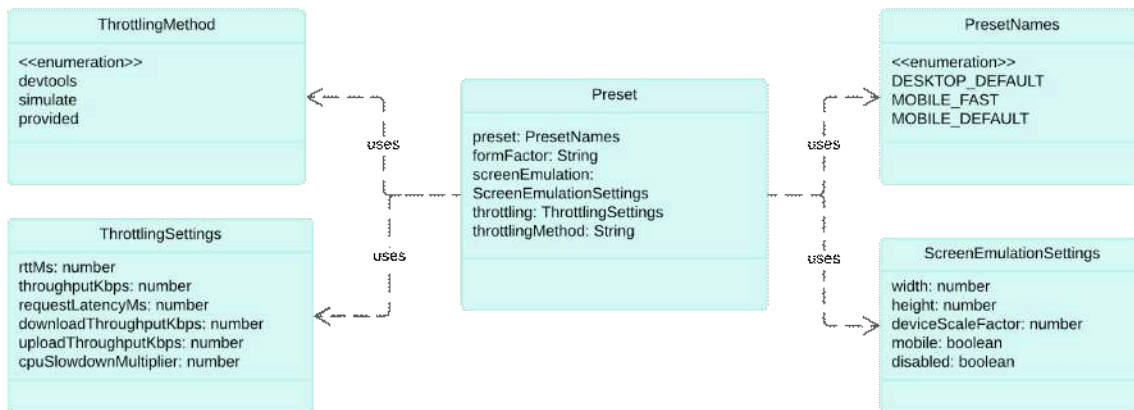 ThrottlingMethod
<<enumeration>>
devtools
simulate
provided
ThrottlingSettings
rttMs: number
throughputKbps: number
requestLatencyMs: number
downloadThroughputKbps: number
uploadThroughputKbps: number
cpuSlowdownMultiplier: number
uses
uses
Preset
preset: PresetNames
formFactor: String
screenEmulation:
ScreenEmulationSettings
throttling: ThrottlingSettings
throttlingMethod: String
uses
uses
PresetNames
<<enumeration>>
DESKTOP_DEFAULT
MOBILE_FAST
MOBILE_DEFAULT
ScreenEmulationSettings
width: number
height: number
deviceScaleFactor: number
mobile: boolean
disabled: boolean